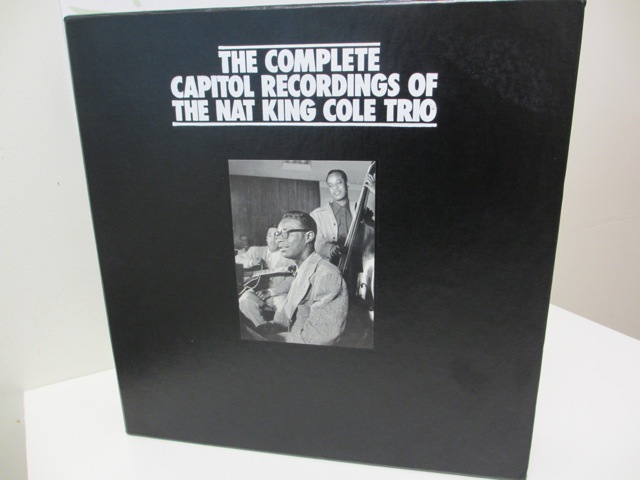 THE COMPLETE
CAPITOL RECORDINGS OF
THE NAT KING COLE TRIO